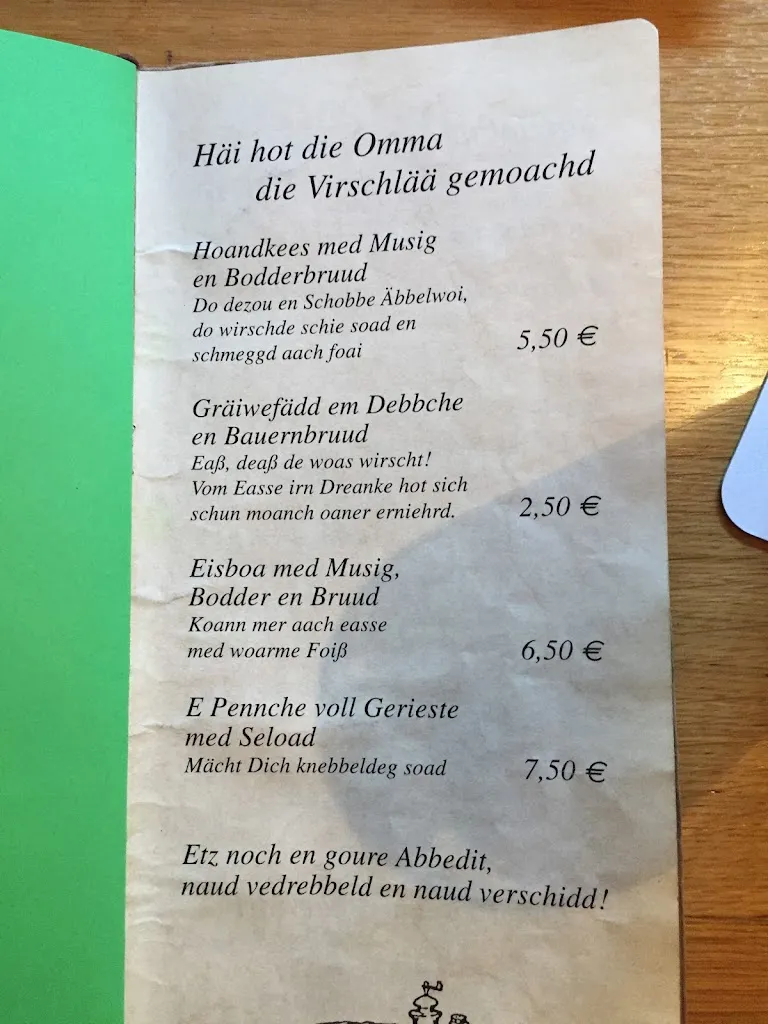 Häi hot die Omma
die Virschlää gemoachd
Hoandkees med Musig
en Bodderbruud
Do dezou en Schobbe Äbbelwoi,
do wirschde schie soad en
schmeggd aach foai
5,50 €
Gräiwefädd em Debbche
en Bauernbruud
Eaß, deaß de woas wirscht!
Vom Easse irn Dreanke hot sich
schun moanch oaner erniehrd.
2,50 €
Eisboa med Musig,
Bodder en Bruud
Koann mer aach easse
med woarme Foiß
6,50 €
E Pennche voll Gerieste
med Seload
Mächt Dich knebbeldeg soad
7,50 €
Etz noch en goure Abbedit,
naud vedrebbeld en naud verschidd!